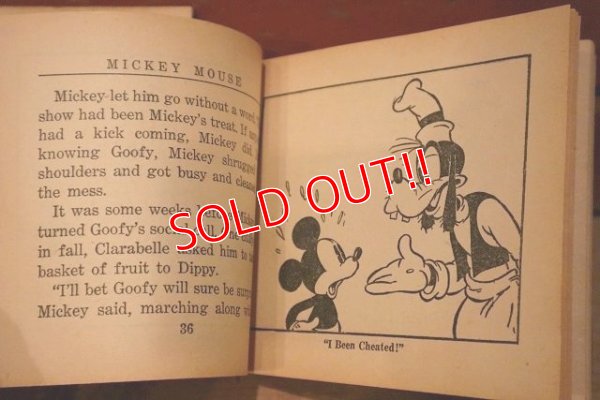 MICKEY MOUSE
Mickey let him go without a word,
show had been Mickey's treat. If
had a kick coming, Mickey did,
knowing Goofy, Mickey shrugged
shoulders and got busy and
the mess.
It was some weeks before
turned Goofy's
in fall, Clarabelle asked him to
basket of fruit to Dippy.
"I'll bet Goofy will sure be
Mickey said, marching along
36
"I Been Cheated!"
SOLD OUT!!